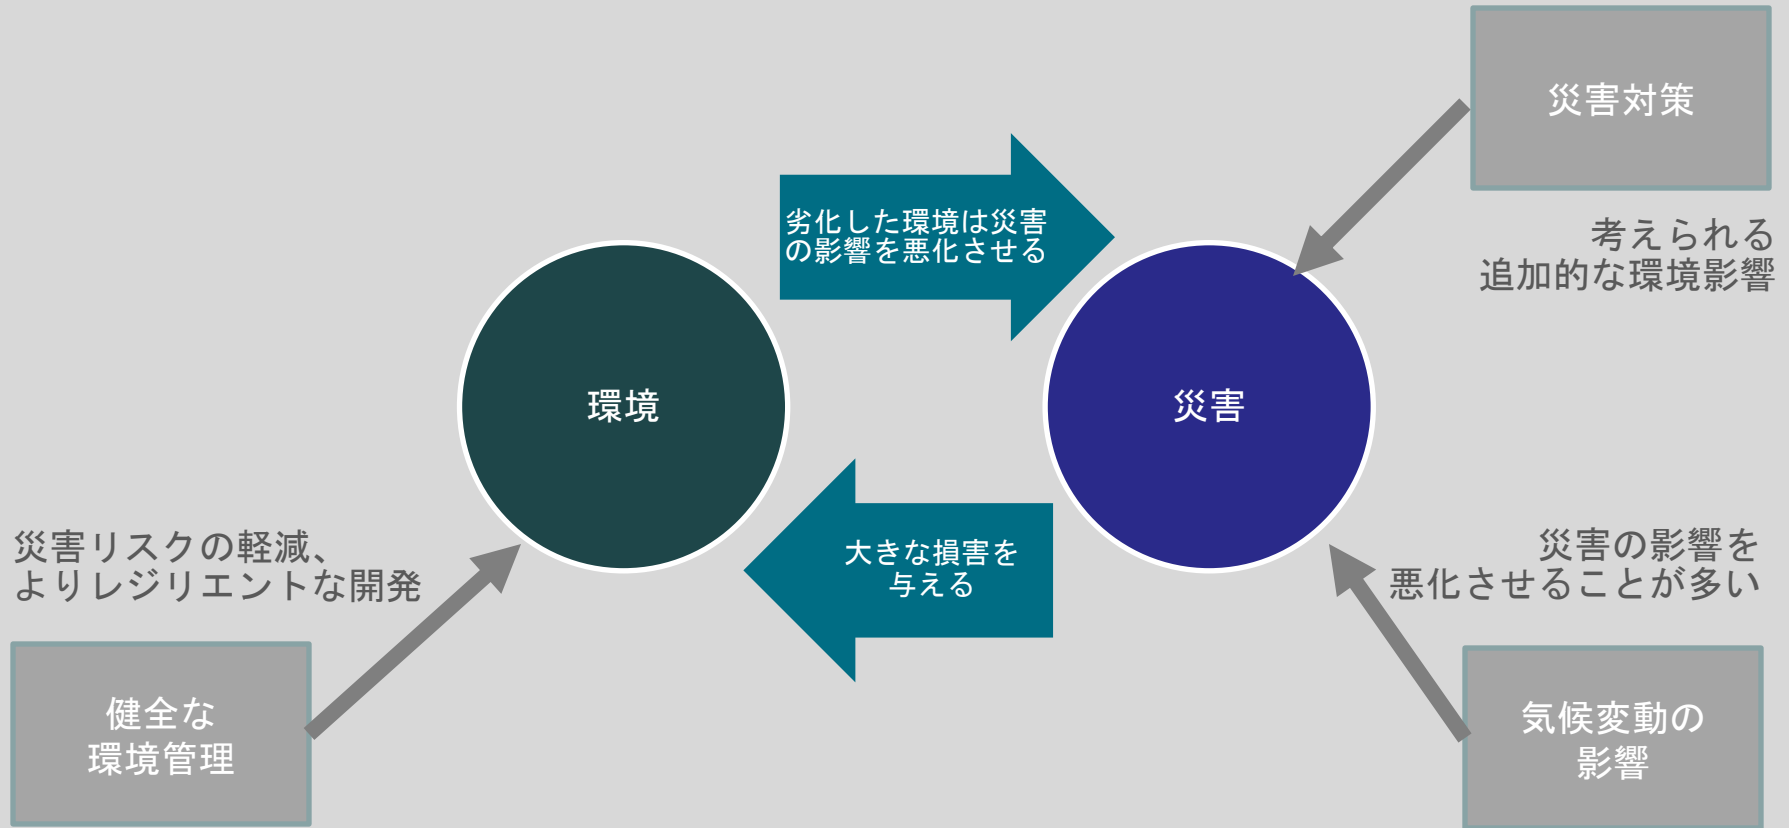 災害対策
考えられる
追加的な環境影響
劣化した環境は災害
の影響を悪化させる
環境
災害
大きな損害を
与える
災害リスクの軽減、
よりレジリエントな開発
健全な
環境管理
災害の影響を
悪化させることが多い
気候変動の
影響